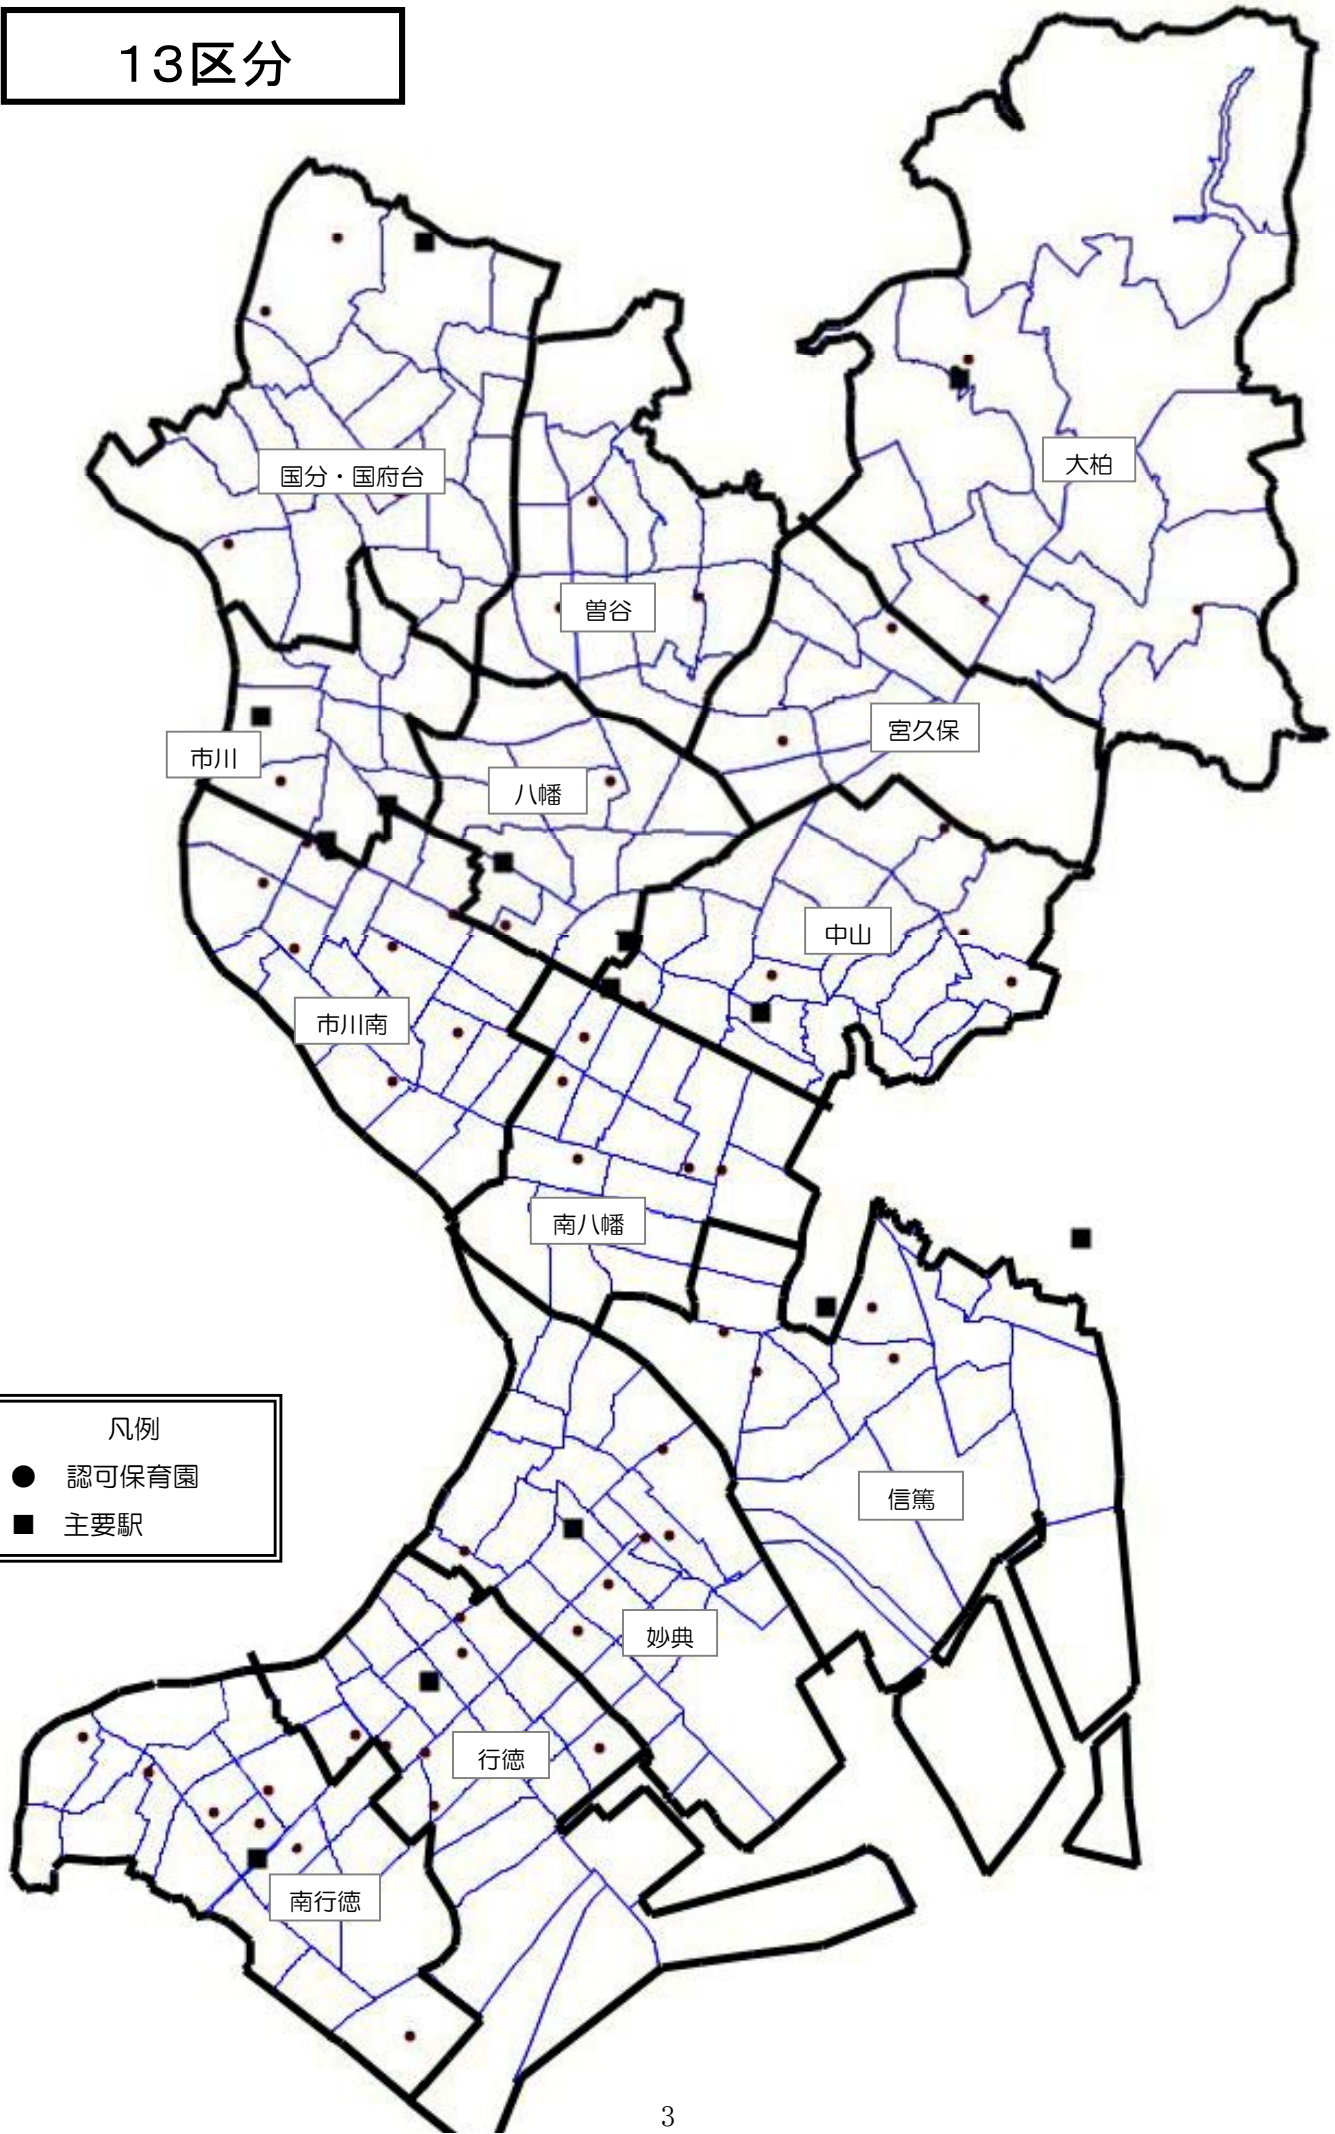 13区分
国分・国府台
大柏
曽谷
宮久保
市川
八幡
中山
市川南
南八幡
凡例
● 認可保育園
■ 主要駅
信篤
妙典
行徳
南行徳
3